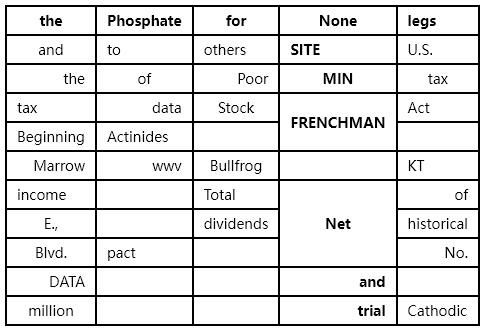 the Phosphate for None legs
and to others SITE U.S.
the of Poor MIN tax
tax data Stock FRENCHMAN Act
Beginning Actinides
Marrow wwv Bullfrog KT
income Total Net of
E., dividends historical
Blvd. pact No.
DATA and
million trial Cathodic